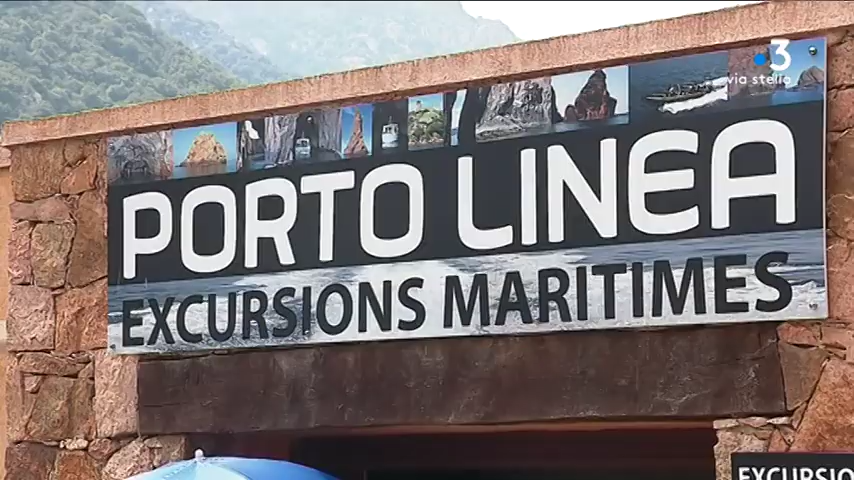 3
via stella
PORTO LINEA
EXCURSIONS MARITIMES
EXCURSIO